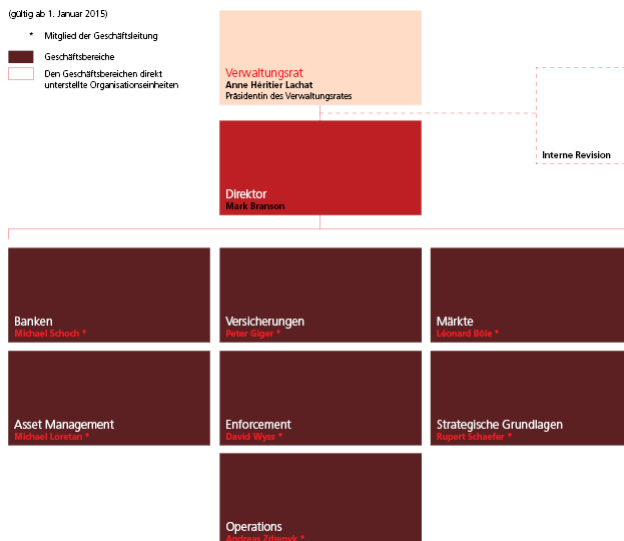 (gültig ab 1. Januar 2015)
* Mitglied der Geschäftsleitung
Geschäftsbereiche
Den Geschäftsbereichen direkt
unterstellte Organisationseinheiten
Verwaltungsrat
Anne Héritier Lachat
Präsidentin des Verwaltungsrates
Interne Revision
Direktor
Mark Branson
Banken
Michael Schoch *
Versicherungen
Peter Giger *
Märkte
Léonard Bôle *
Asset Management
Michael Loretan *
Enforcement
David Wyss *
Strategische Grundlagen
Rupert Schaefer *
Operations
Andreas Zdrenyk *